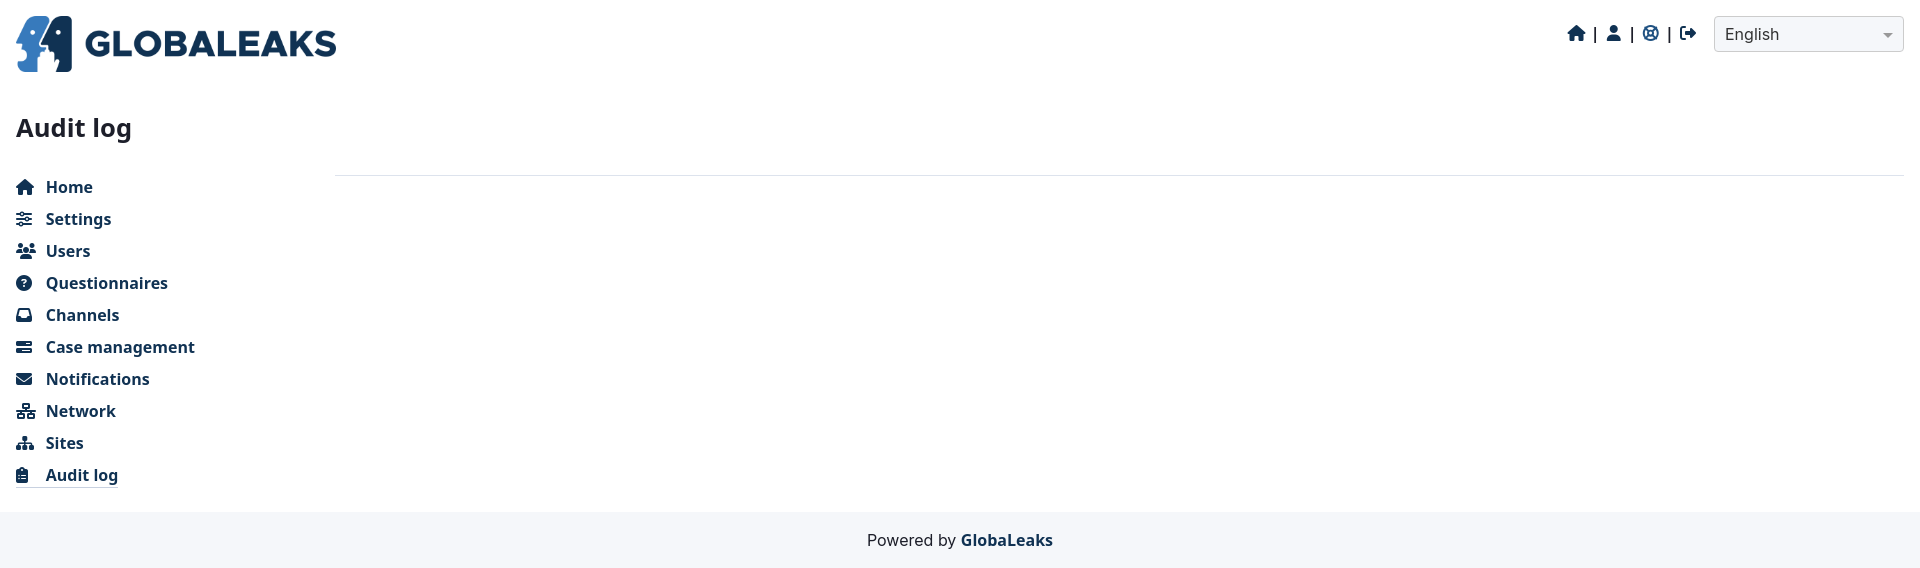 GLOBALEAKS
| | |
English
Audit log
Home
Settings
Users
Questionnaires
Channels
Case management
Notifications
Network
Sites
Audit log
Powered by GlobaLeaks